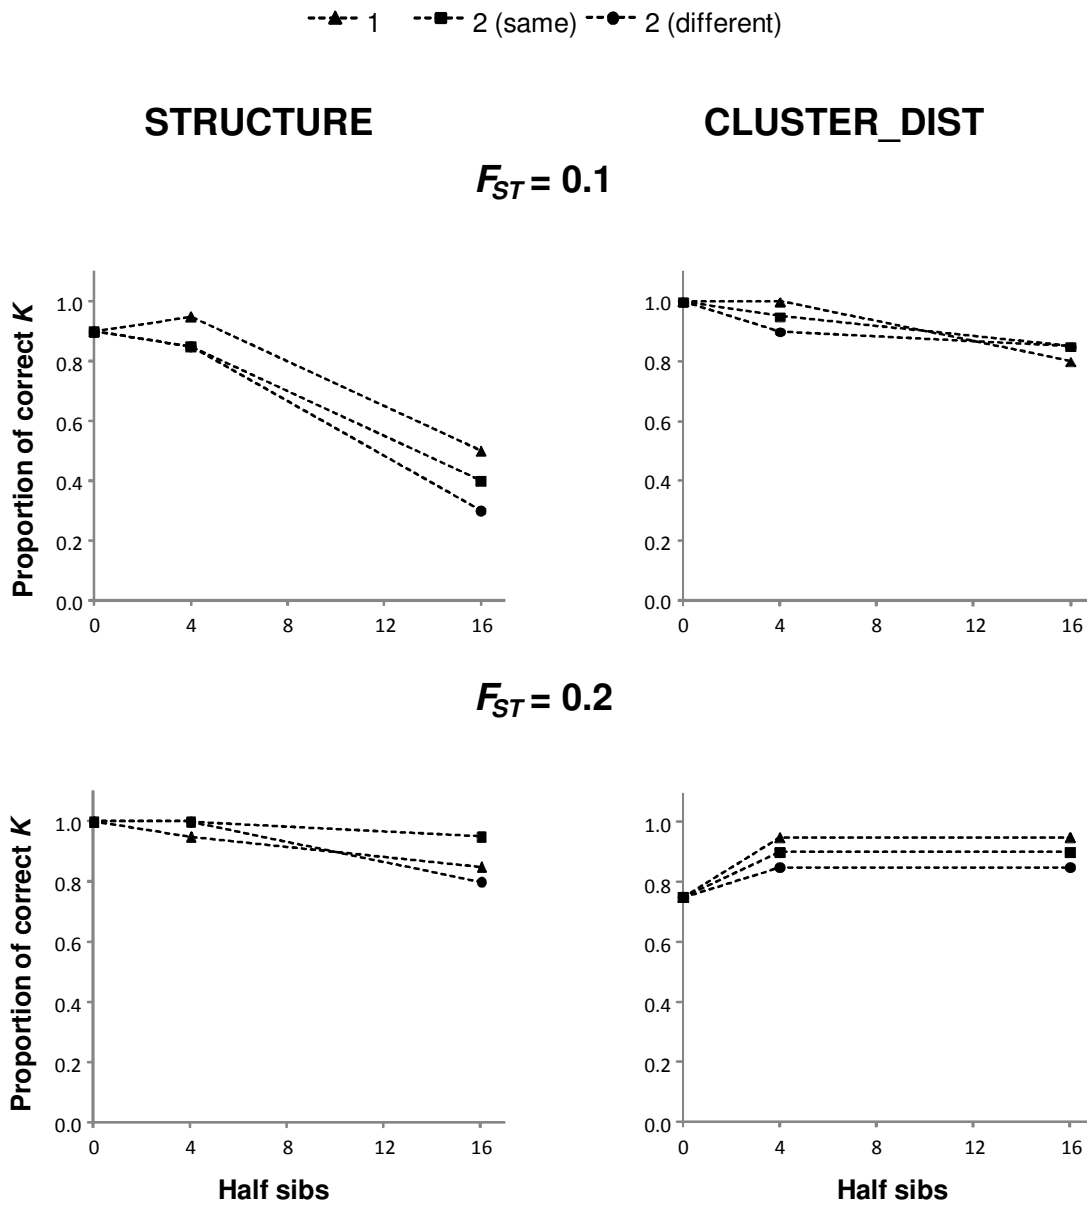 1 2 (same) 2 (different)
STRUCTURE CLUSTER_DIST
FST = 0.1
Proportion of correct K
1.0 1.0
0.8 0.8
0.6 0.6
0.4 0.4
0.2 0.2
0.0 0.0
0 4 8 12 16 0 4 8 12 16
FST = 0.2
Proportion of correct K
1.0 1.0
0.8 0.8
0.6 0.6
0.4 0.4
0.2 0.2
0.0 0.0
0 4 8 12 16 0 4 8 12 16
Half sibs Half sibs